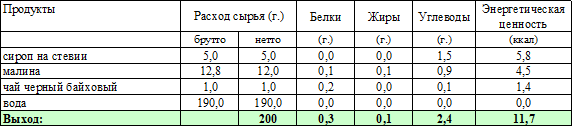 Продукты Расход сырья (г.) Белки Жиры Углеводы Энергетическая ценность
брутто нетто (г.) (г.) (г.) (ккал)
сироп на стевии 5,0 5,0 0,0 0,0 1,5 5,8
малина 12,8 12,0 0,1 0,1 0,9 4,5
чай черный байховый 1,0 1,0 0,2 0,0 0,1 1,4
вода 190,0 190,0 0,0 0,0 0,0 0,0
Выход: 200 0,3 0,1 2,4 11,7